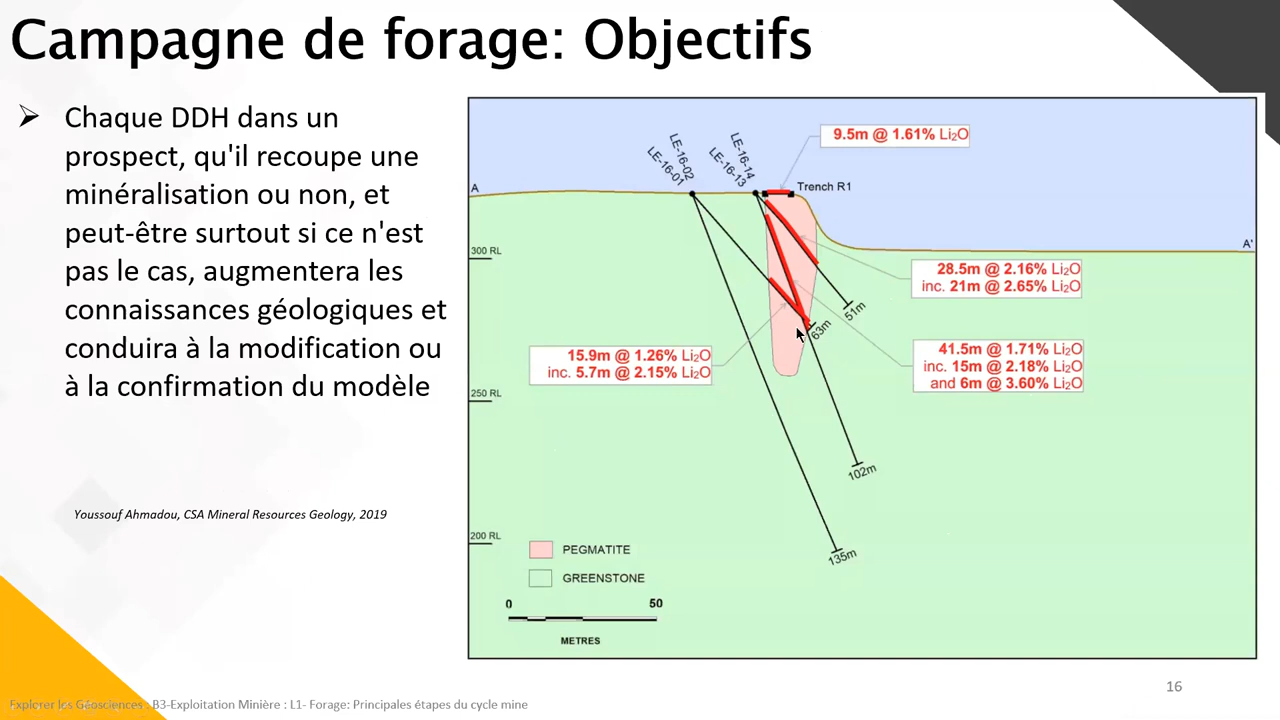 Campagne de forage: Objectifs
Chaque DDH dans un
prospect, qu'il recoupe une
minéralisation ou non, et
peut-être surtout si ce n'est
pas le cas, augmentera les
connaissances géologiques et
conduira à la modification ou
à la confirmation du modèle
Youssouf Ahmadou, CSA Mineral Resources Geology, 2019
LE-16-02
LE-16-01
LE-16-14
LE-16-13
9.5m @ 1.61% Li₂O
Trench R1
A
A'
300 RL
28.5m @ 2.16% Li₂O
inc. 21m @ 2.65% Li₂O
51m
63m
15.9m @ 1.26% Li₂O
inc. 5.7m @ 2.15% Li₂O
41.5m @ 1.71% Li₂O
inc. 15m @ 2.18% Li₂O
and 6m @ 3.60% Li₂O
250 RL
102m
200 RL
135m
PEGMATITE
GREENSTONE
0 50
METRES
16
Explorer les Géosciences : B3-Exploitation Minière : L1- Forage: Principales étapes du cycle mine